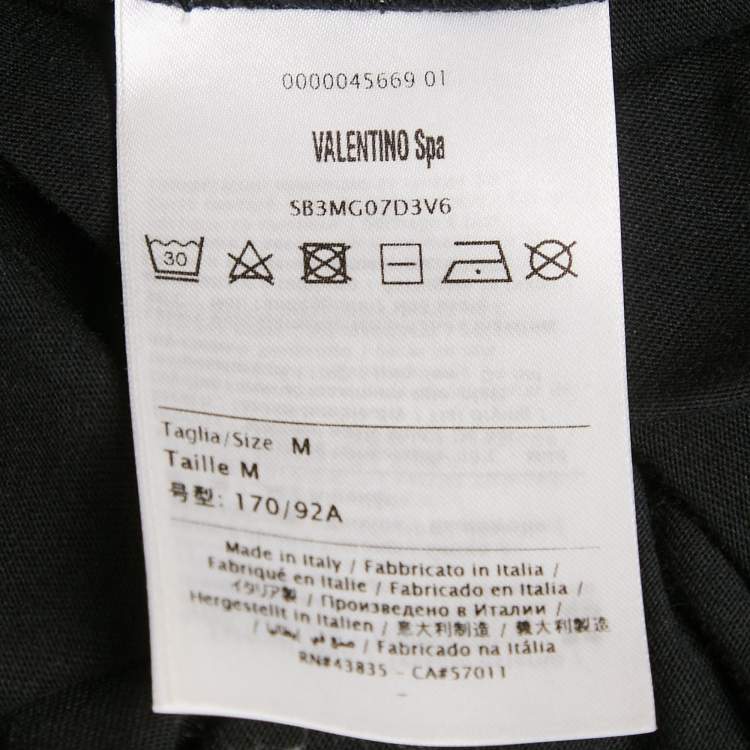 0000045669 01
VALENTINO Spa
SB3MG07D3V6
30
Taglia/Size M
Taille M
号型: 170/92A
Made in Italy / Fabbricato in Italia /
Fabriqué en Italie / Fabricado en Italia /
イタリア製 / Произведено в Италии /
Hergestellt in Italien / 意大利制造 / 義大利製造
/ صنع في إيطاليا / Fabricado na Itália
RN#43835 - CA#57011